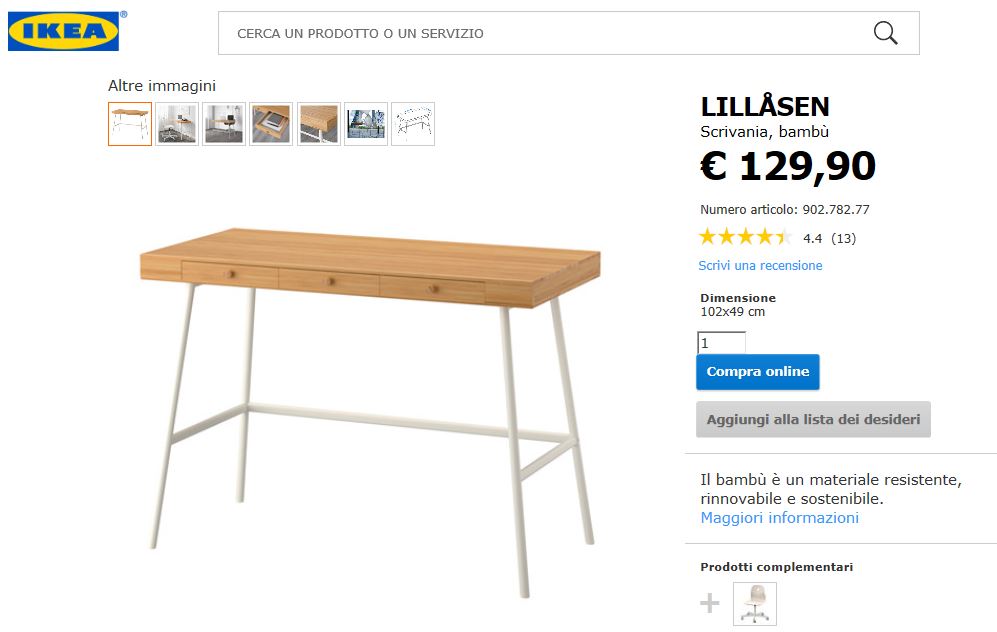 IKEA®
CERCA UN PRODOTTO O UN SERVIZIO
Altre immagini
LILLÅSEN
Scrivania, bambù
€ 129,90
Numero articolo: 902.782.77
4.4 (13)
Scrivi una recensione
Dimensione
102x49 cm
1
Compra online
Aggiungi alla lista dei desideri
Il bambù è un materiale resistente,
rinnovabile e sostenibile.
Maggiori informazioni
Prodotti complementari
+